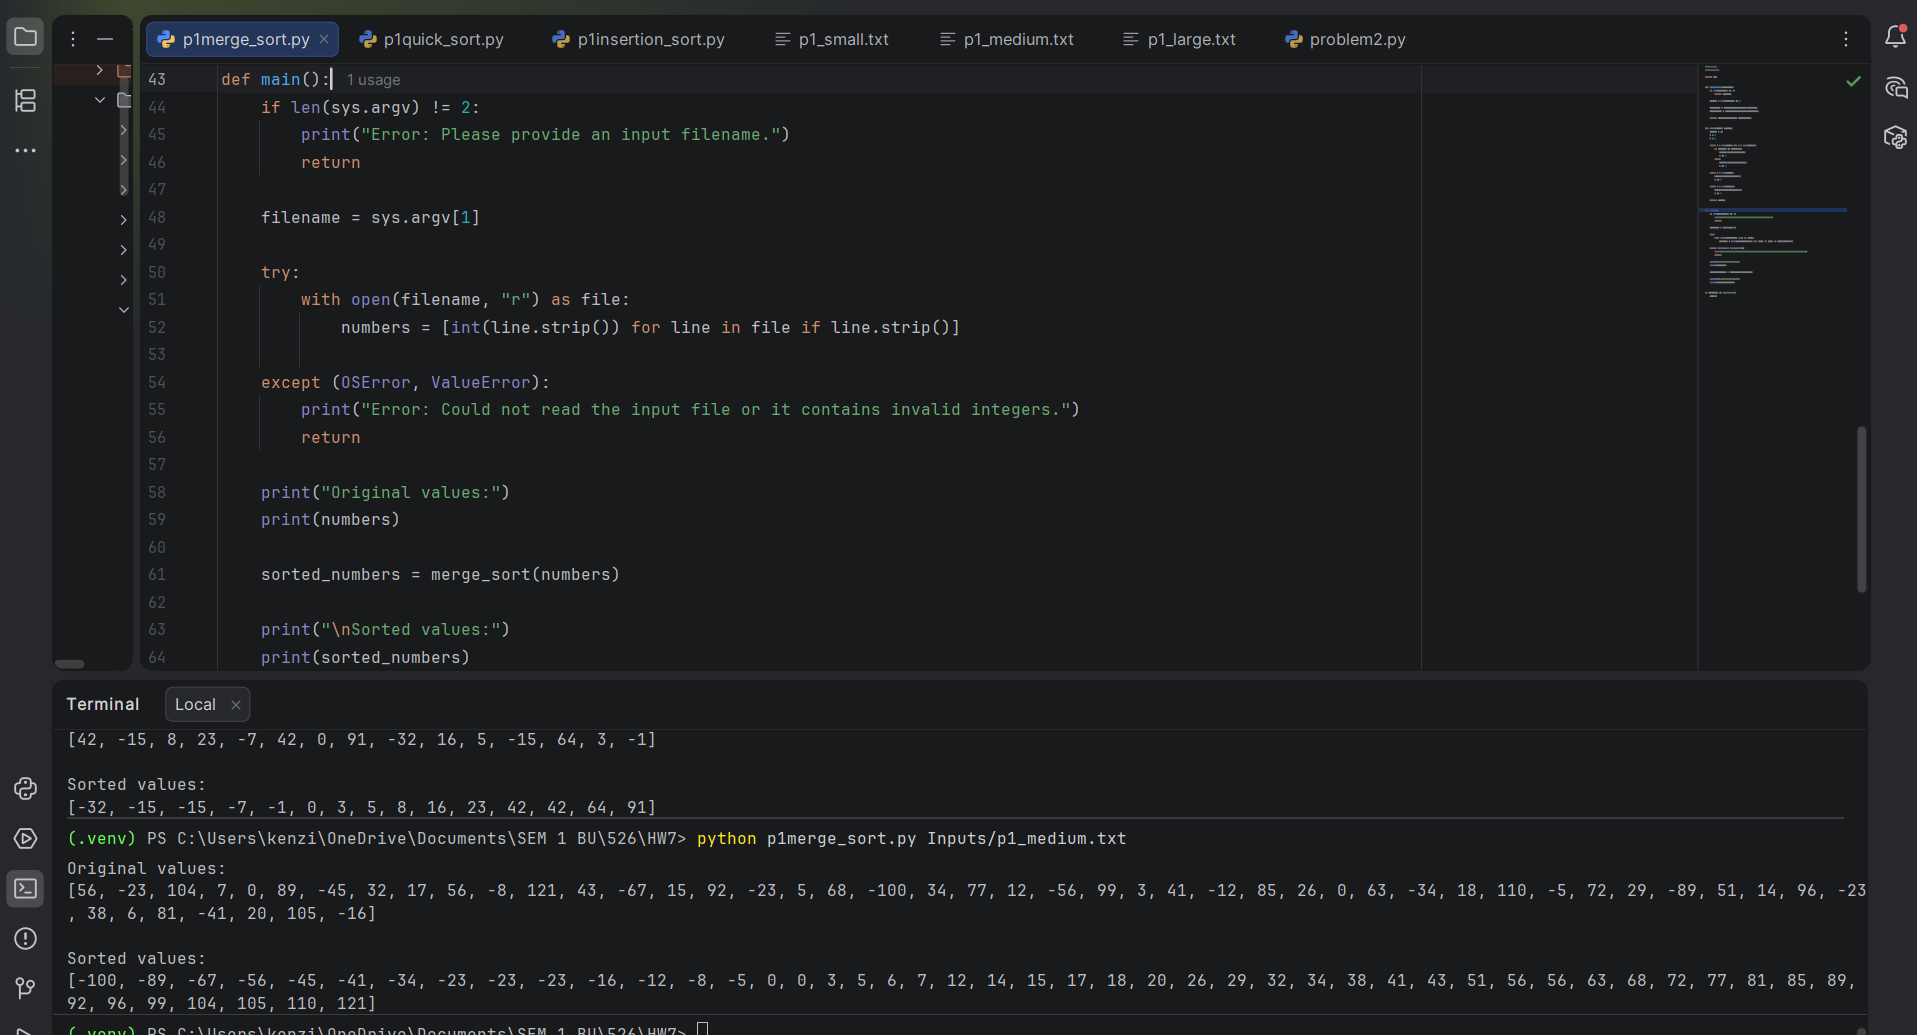 p1merge_sort.py
p1quick_sort.py
p1insertion_sort.py
p1_small.txt
p1_medium.txt
p1_large.txt
problem2.py
43 def main(): 1 usage
44 if len(sys.argv) != 2:
45 print("Error: Please provide an input filename.")
46 return
47
48 filename = sys.argv[1]
49
50 try:
51 with open(filename, "r") as file:
52 numbers = [int(line.strip()) for line in file if line.strip()]
53
54 except (OSError, ValueError):
55 print("Error: Could not read the input file or it contains invalid integers.")
56 return
57
58 print("Original values:")
59 print(numbers)
60
61 sorted_numbers = merge_sort(numbers)
62
63 print("\nSorted values:")
64 print(sorted_numbers)
Terminal
Local
[42, -15, 8, 23, -7, 42, 0, 91, -32, 16, 5, -15, 64, 3, -1]
Sorted values:
[-32, -15, -15, -7, -1, 0, 3, 5, 8, 16, 23, 42, 42, 64, 91]
(.venv) PS C:\Users\kenzi\OneDrive\Documents\SEM 1 BU\526\HW7> python p1merge_sort.py Inputs/p1_medium.txt
Original values:
[56, -23, 104, 7, 0, 89, -45, 32, 17, 56, -8, 121, 43, -67, 15, 92, -23, 5, 68, -100, 34, 77, 12, -56, 99, 3, 41, -12, 85, 26, 0, 63, -34, 18, 110, -5, 72, 29, -89, 51, 14, 96, -23
, 38, 6, 81, -41, 20, 105, -16]
Sorted values:
[-100, -89, -67, -56, -45, -41, -34, -23, -23, -23, -16, -12, -8, -5, 0, 0, 3, 5, 6, 7, 12, 14, 15, 17, 18, 20, 26, 29, 32, 34, 38, 41, 43, 51, 56, 56, 63, 68, 72, 77, 81, 85, 89,
92, 96, 99, 104, 105, 110, 121]
(.venv) PS C:\Users\kenzi\OneDrive\Documents\SEM 1 BU\526\HW7>